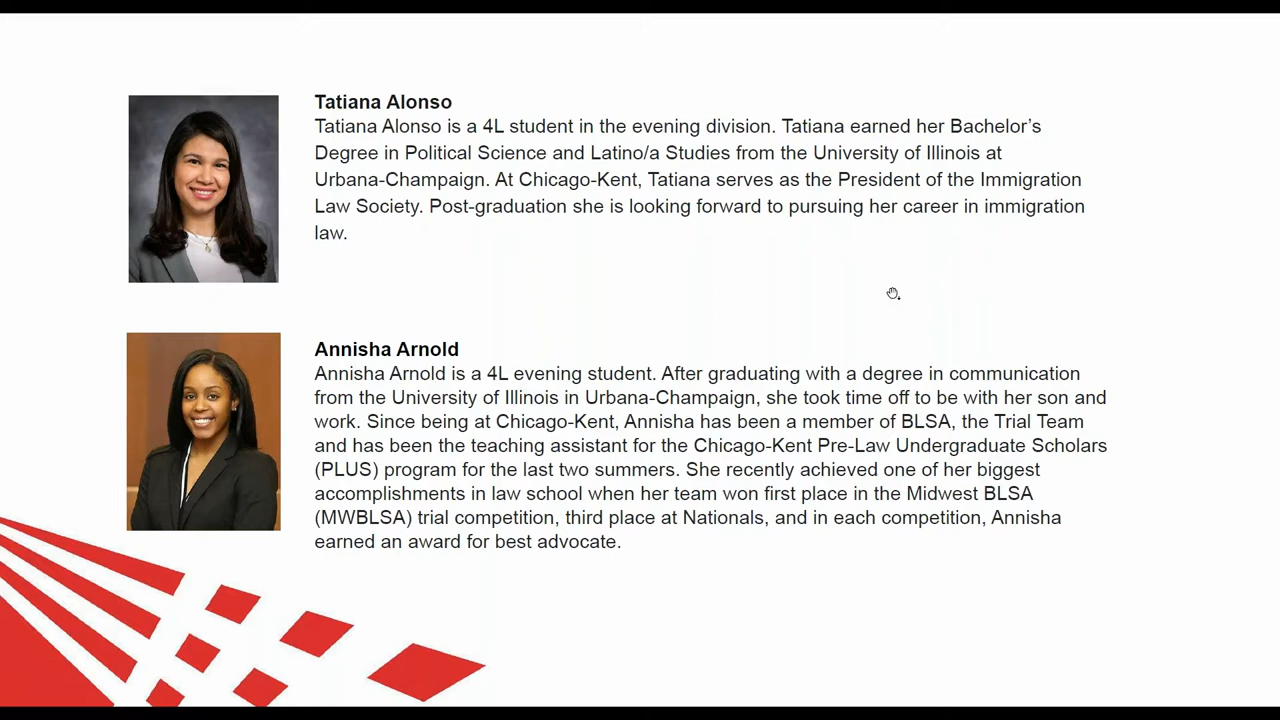 Tatiana Alonso
Tatiana Alonso is a 4L student in the evening division. Tatiana earned her Bachelor’s
Degree in Political Science and Latino/a Studies from the University of Illinois at
Urbana-Champaign. At Chicago-Kent, Tatiana serves as the President of the Immigration
Law Society. Post-graduation she is looking forward to pursuing her career in immigration
law.
Annisha Arnold
Annisha Arnold is a 4L evening student. After graduating with a degree in communication
from the University of Illinois in Urbana-Champaign, she took time off to be with her son and
work. Since being at Chicago-Kent, Annisha has been a member of BLSA, the Trial Team
and has been the teaching assistant for the Chicago-Kent Pre-Law Undergraduate Scholars
(PLUS) program for the last two summers. She recently achieved one of her biggest
accomplishments in law school when her team won first place in the Midwest BLSA
(MWBLSA) trial competition, third place at Nationals, and in each competition, Annisha
earned an award for best advocate.